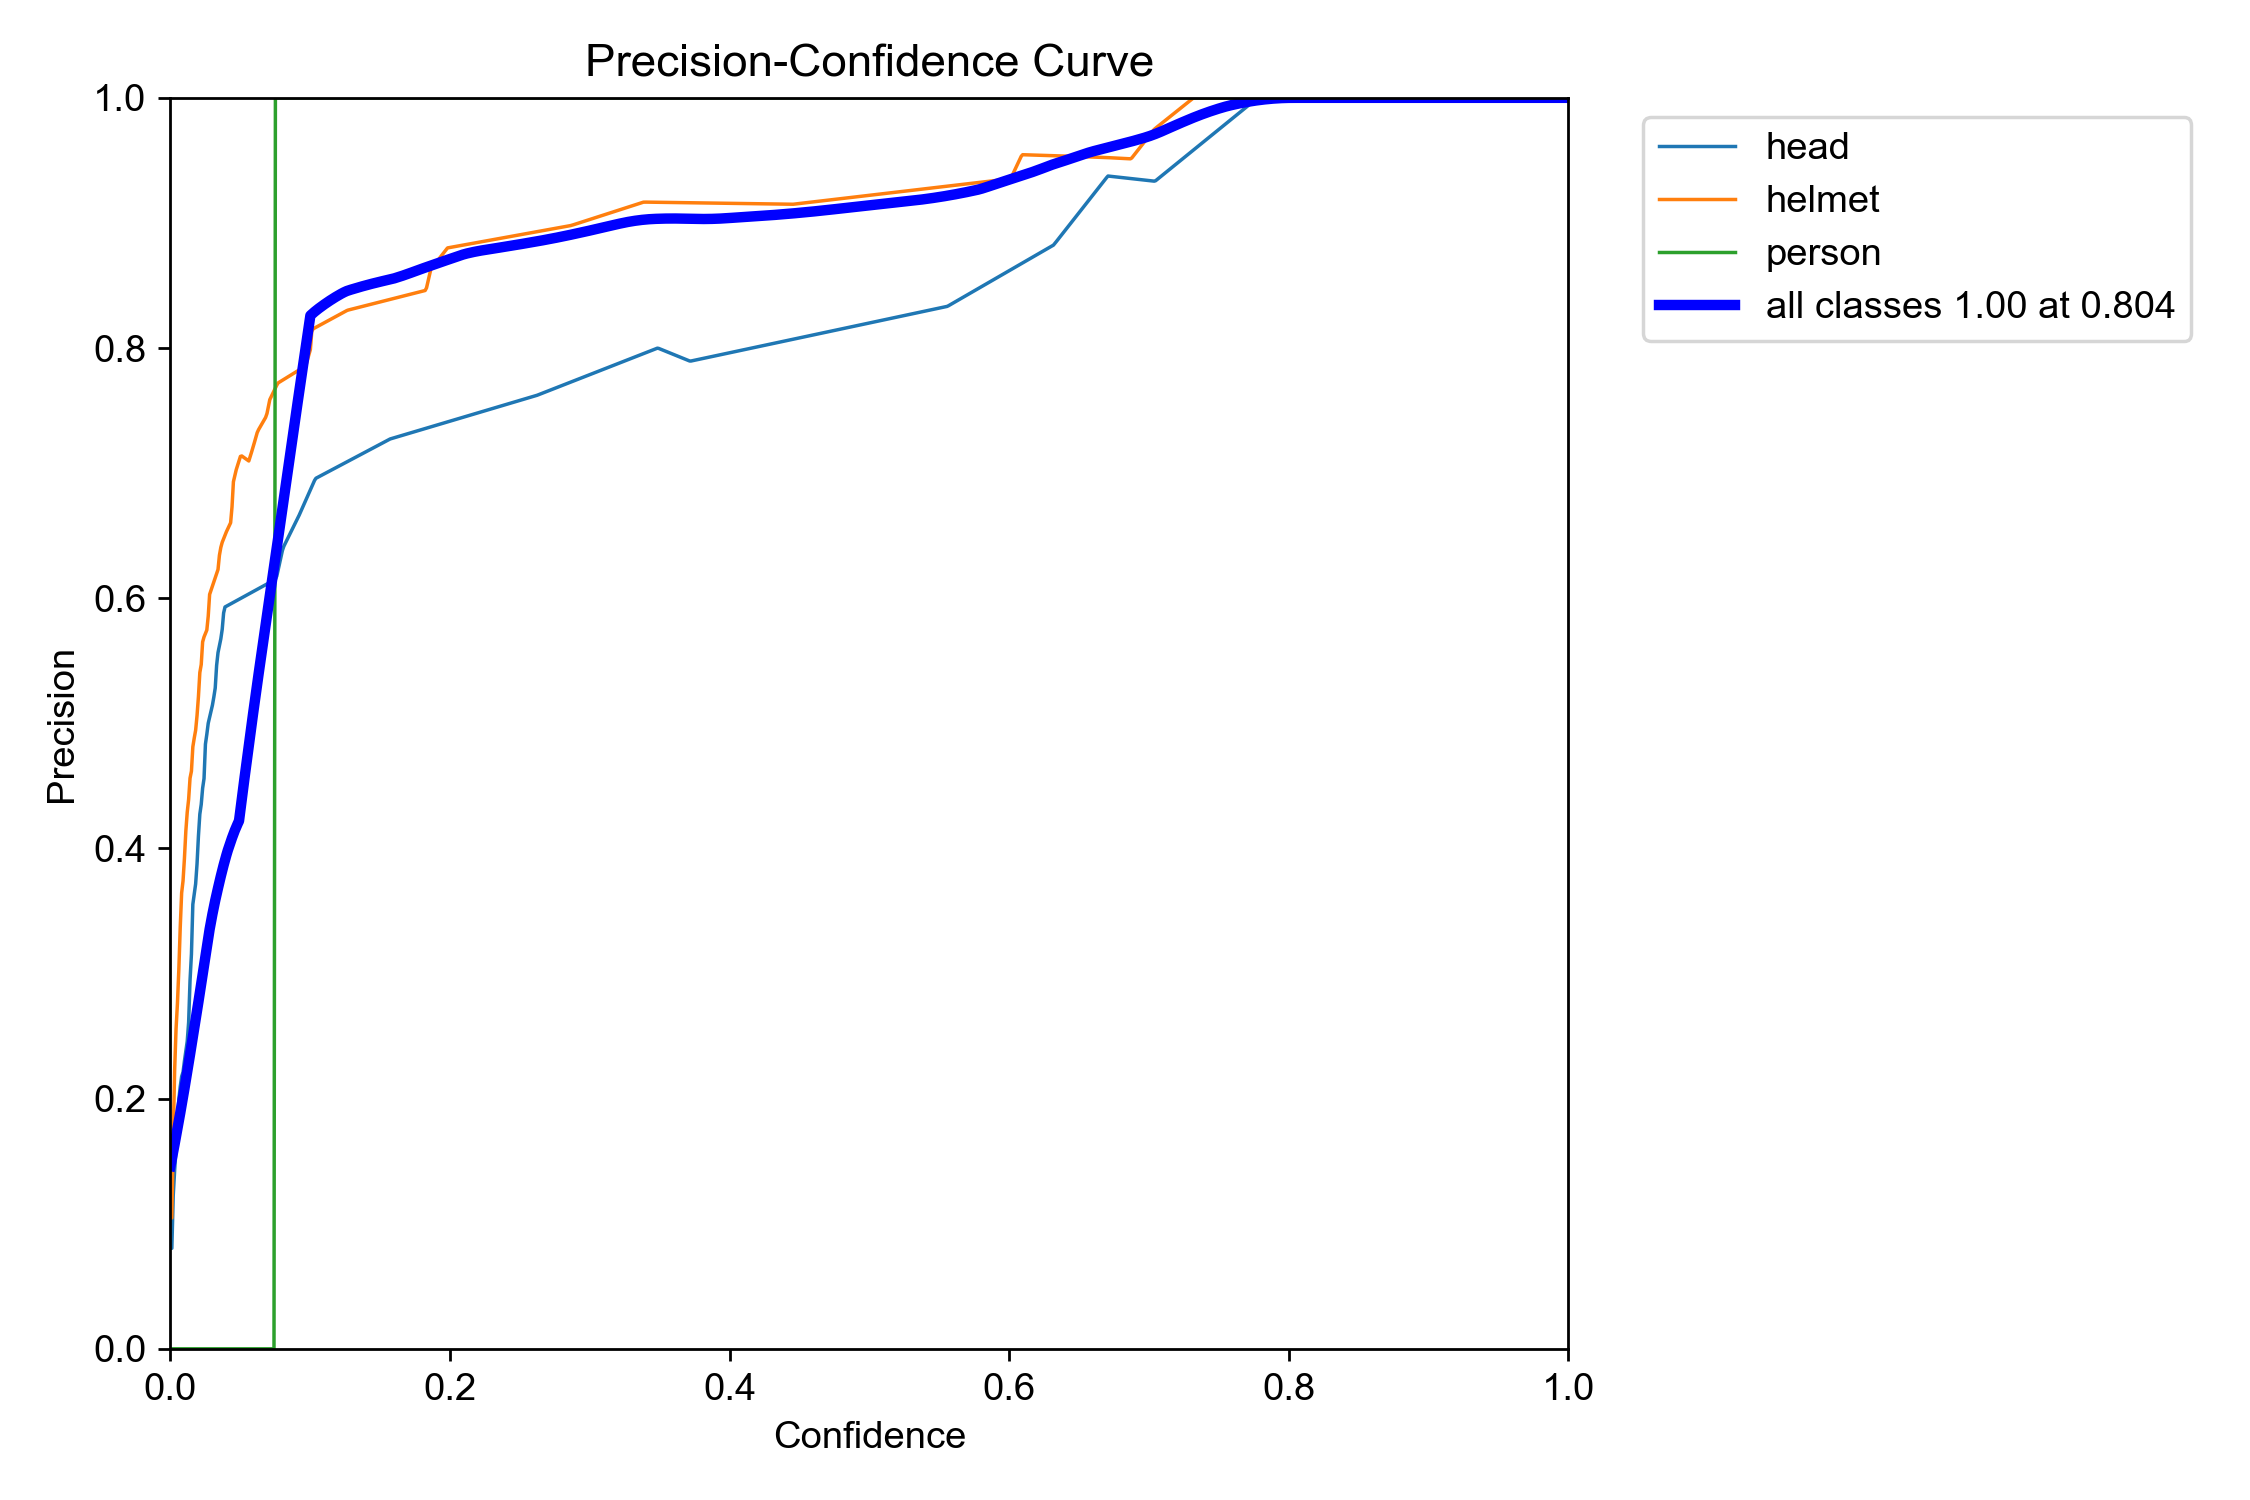 Precision-Confidence Curve
1.0
0.8
0.6
0.4
0.2
0.0
Precision
0.0 0.2 0.4 0.6 0.8 1.0
Confidence
head
helmet
person
all classes 1.00 at 0.804